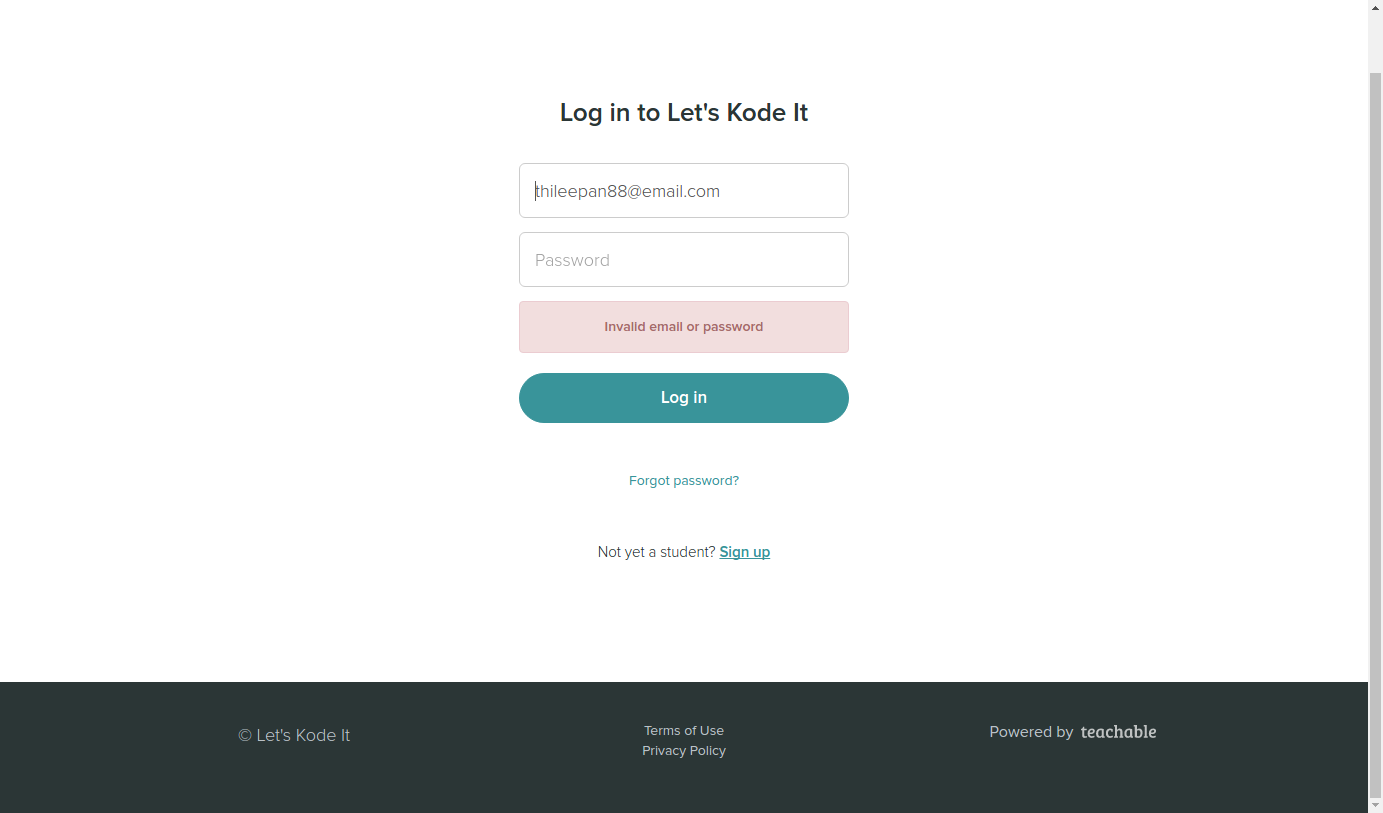 Log in to Let's Kode It
thileepan88@email.com
Password
Invalid email or password
Log in
Forgot password?
Not yet a student? Sign up
© Let's Kode It
Terms of Use
Privacy Policy
Powered by teachable